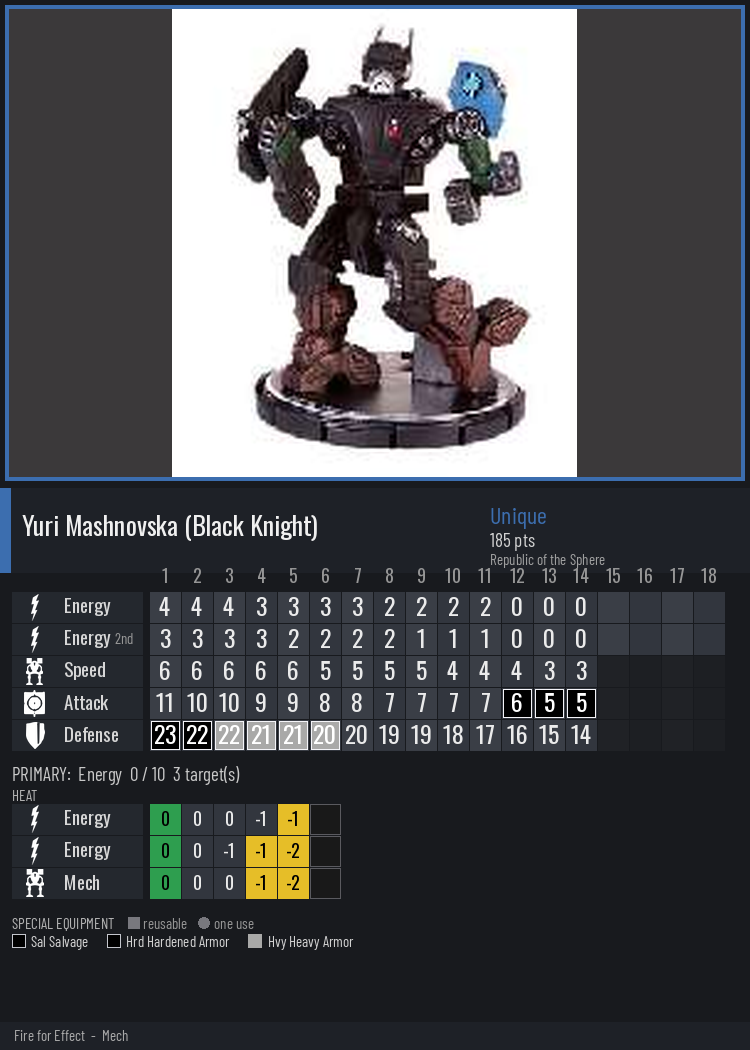 Yuri Mashnovska (Black Knight)
Unique
185 pts
Republic of the Sphere
1 2 3 4 5 6 7 8 9 10 11 12 13 14 15 16 17 18
Energy 4 4 4 3 3 3 3 2 2 2 2 0 0 0
Energy 2nd 3 3 3 3 2 2 2 2 1 1 1 0 0 0
Speed 6 6 6 6 6 5 5 5 5 4 4 4 3 3
Attack 11 10 10 9 9 8 8 7 7 7 7 6 5 5
Defense 23 22 22 21 21 20 20 19 19 18 17 16 15 14
PRIMARY: Energy 0 / 10 3 target(s)
HEAT
Energy 0 0 0 -1 -1
Energy 0 0 -1 -1 -2
Mech 0 0 0 -1 -2
SPECIAL EQUIPMENT reusable one use
Sal Salvage Hrd Hardened Armor Hvy Heavy Armor
Fire for Effect - Mech